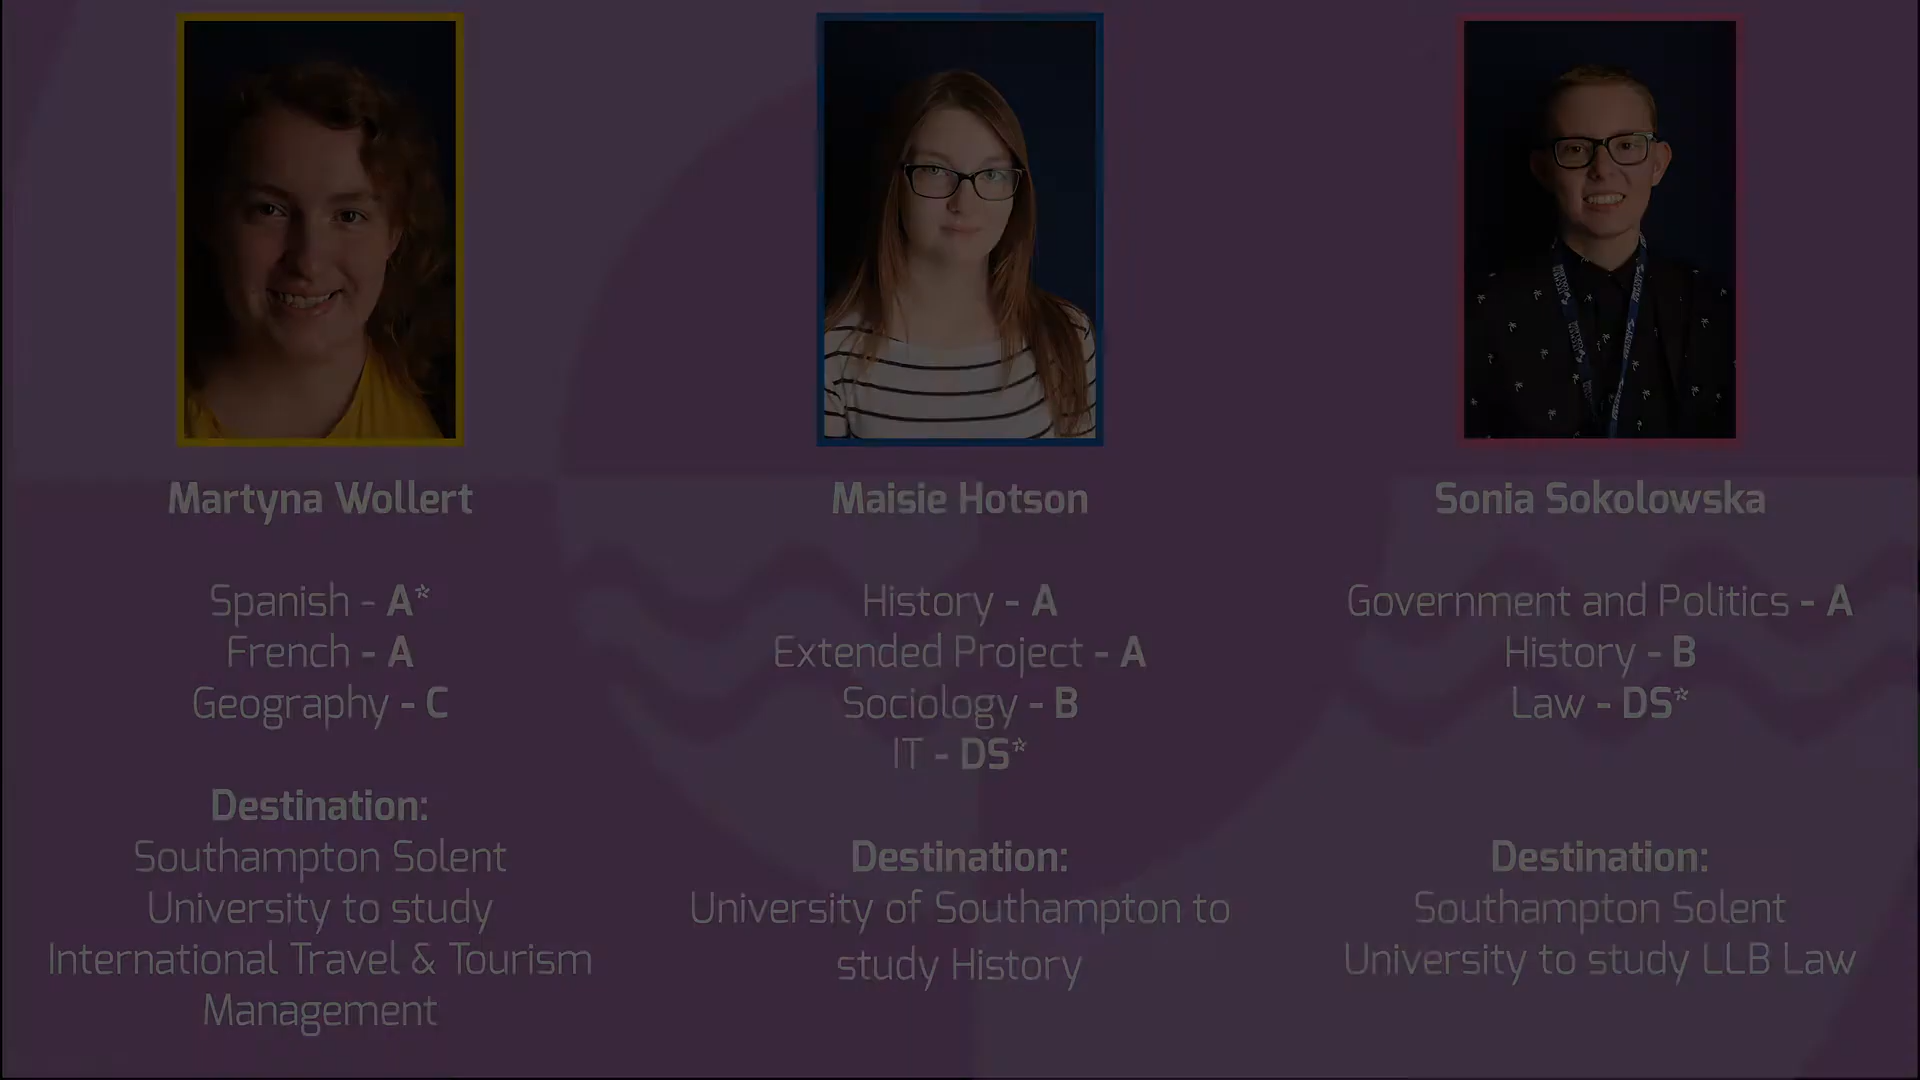 Martyna Wollert
Spanish - A*
French - A
Geography - C
Destination:
Southampton Solent
University to study
International Travel & Tourism
Management
Maisie Hotson
History - A
Extended Project - A
Sociology - B
IT - DS*
Destination:
University of Southampton to
study History
Sonia Sokolowska
Government and Politics - A
History - B
Law - DS*
Destination:
Southampton Solent
University to study LLB Law